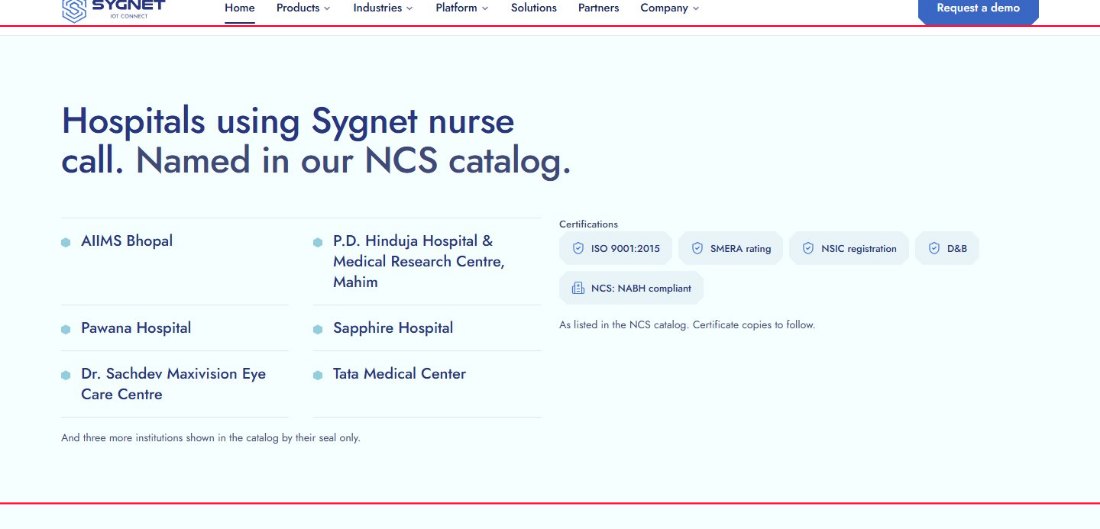 SYGNET
IOT CONNECT
Home Products Industries Platform Solutions Partners Company Request a demo
Hospitals using Sygnet nurse
call. Named in our NCS catalog.
AIIMS Bhopal
P.D. Hinduja Hospital &
Medical Research Centre,
Mahim
Pawana Hospital
Sapphire Hospital
Dr. Sachdev Maxivision Eye
Care Centre
Tata Medical Center
And three more institutions shown in the catalog by their seal only.
Certifications
ISO 9001:2015 SMERA rating NSIC registration D&B
NCS: NABH compliant
As listed in the NCS catalog. Certificate copies to follow.